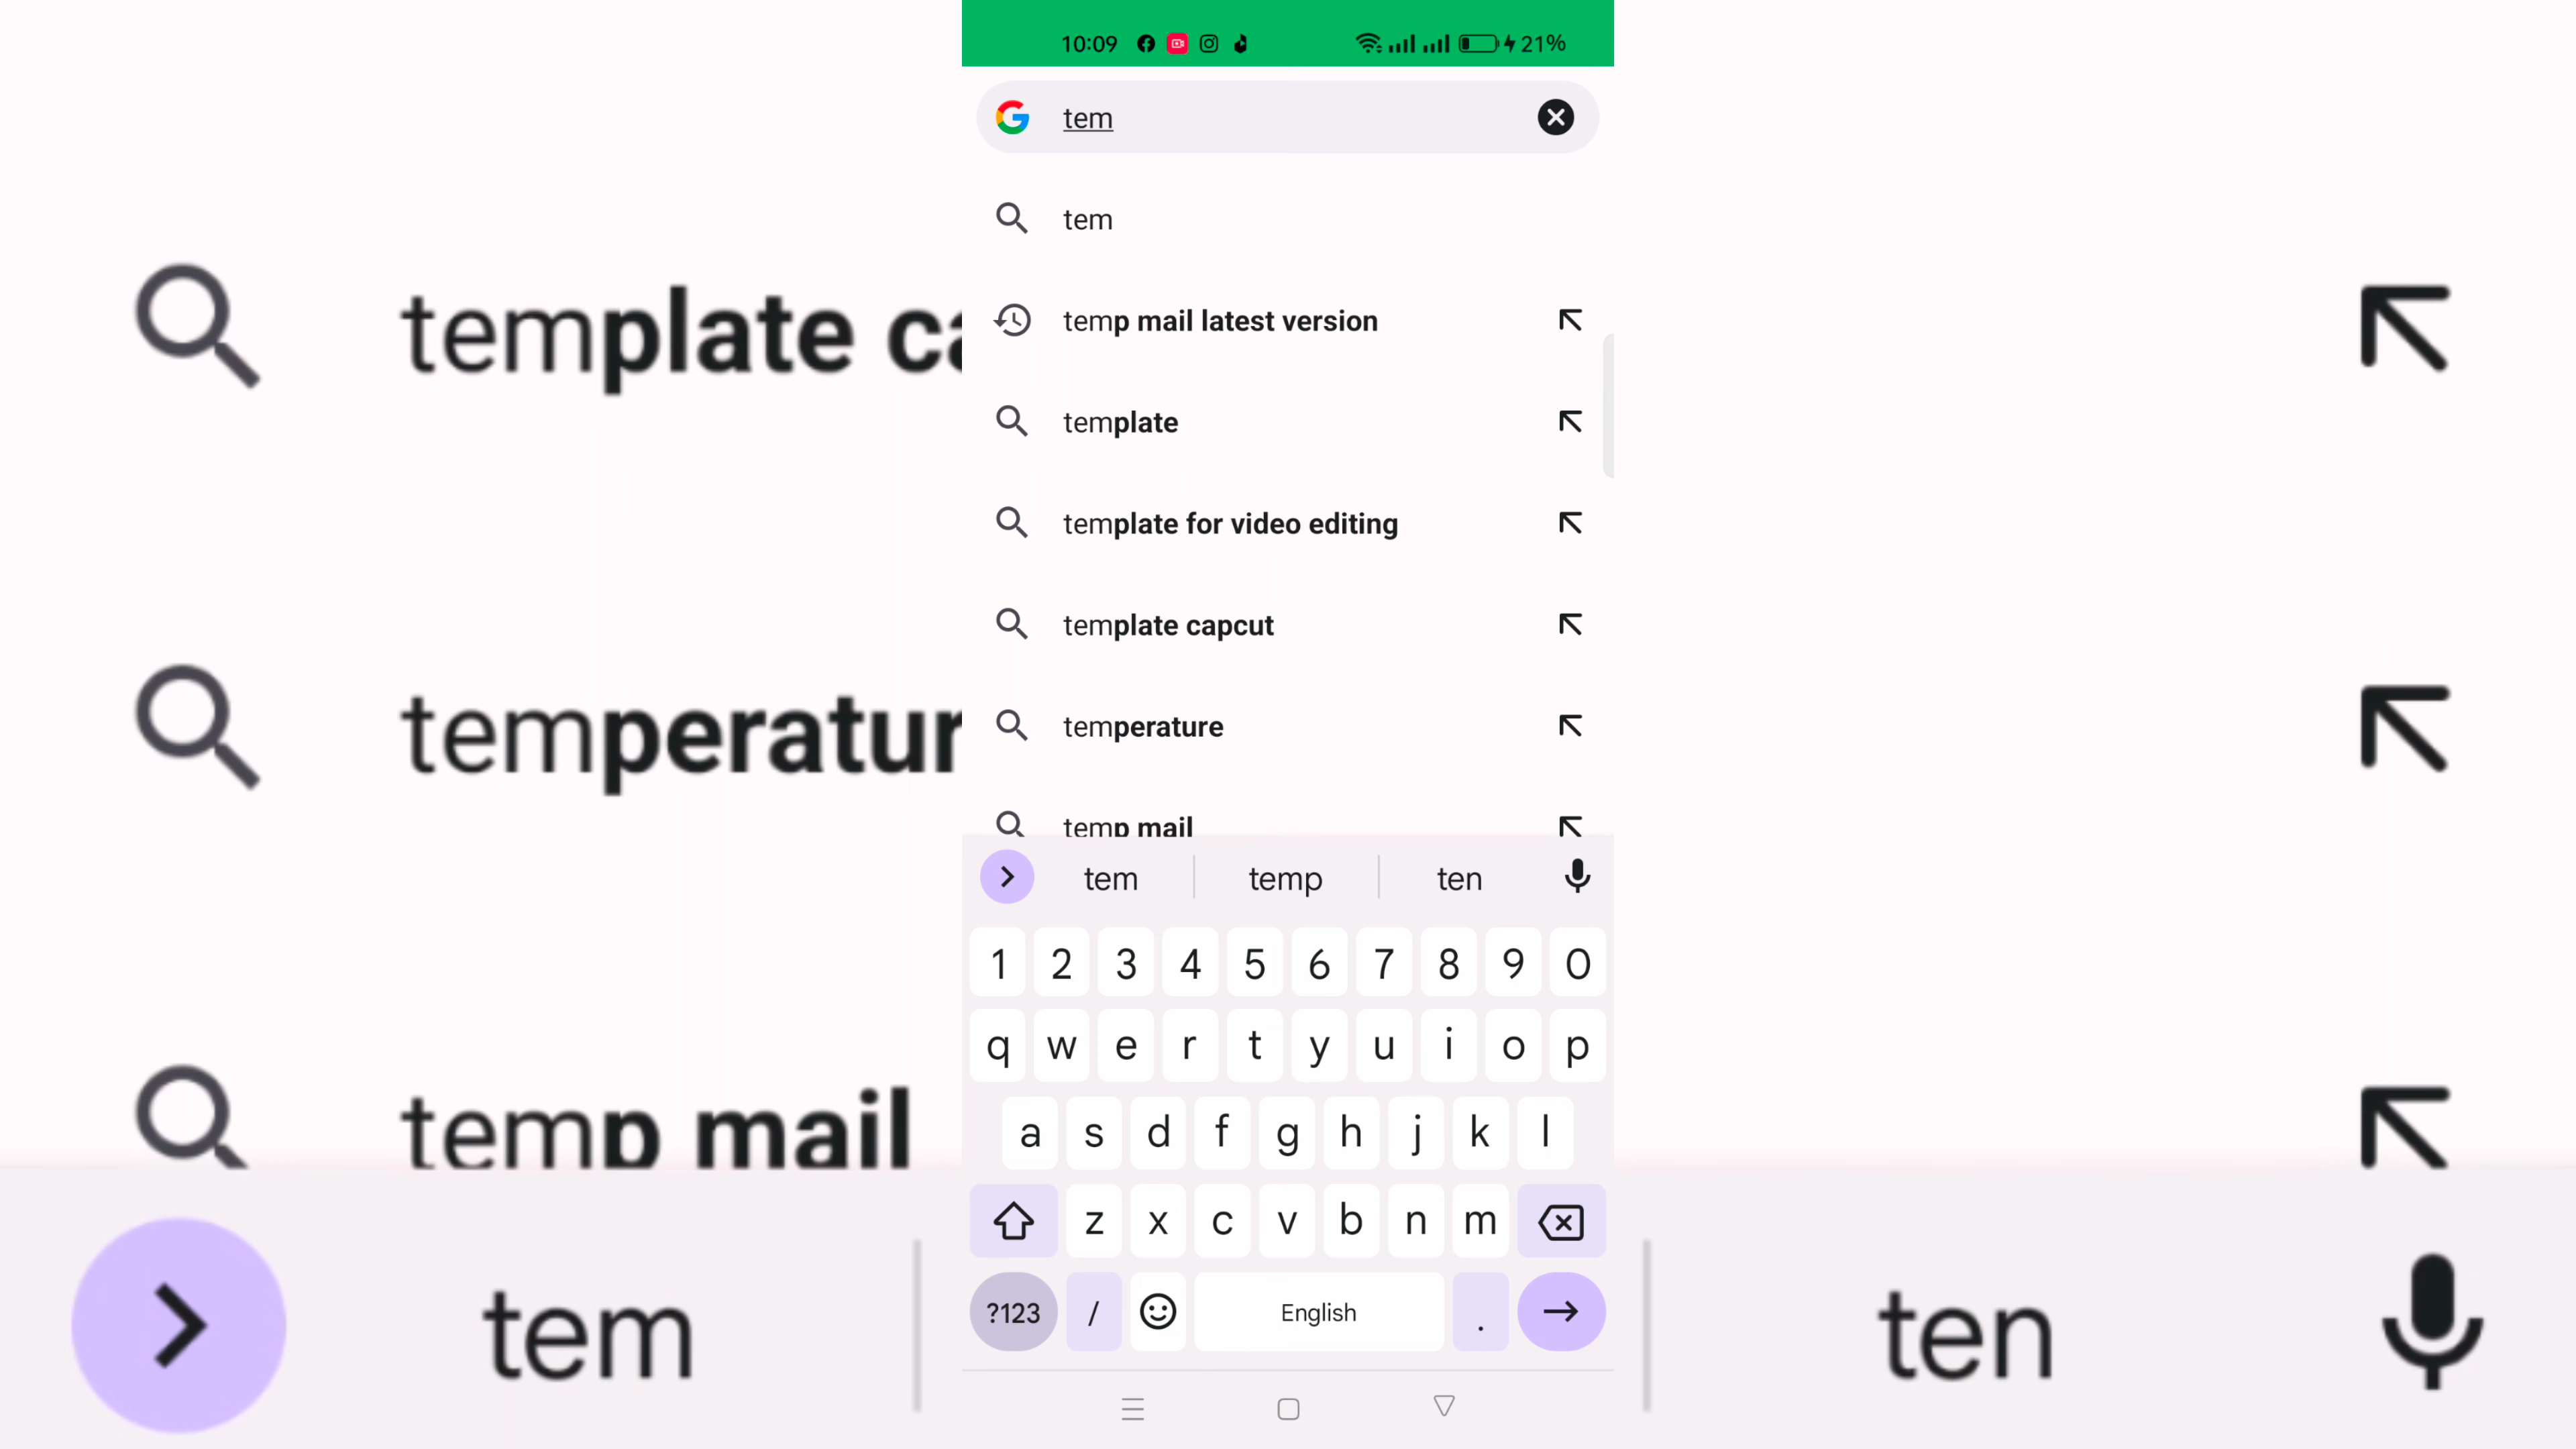 10:09 21%
tem
tem
temp mail latest version
template
template for video editing
template capcut
temperature
temp mail
tem temp ten
1 2 3 4 5 6 7 8 9 0
q w e r t y u i o p
a s d f g h j k l
z x c v b n m
?123 / English .
template ca
temperatur
temp mail
tem ten